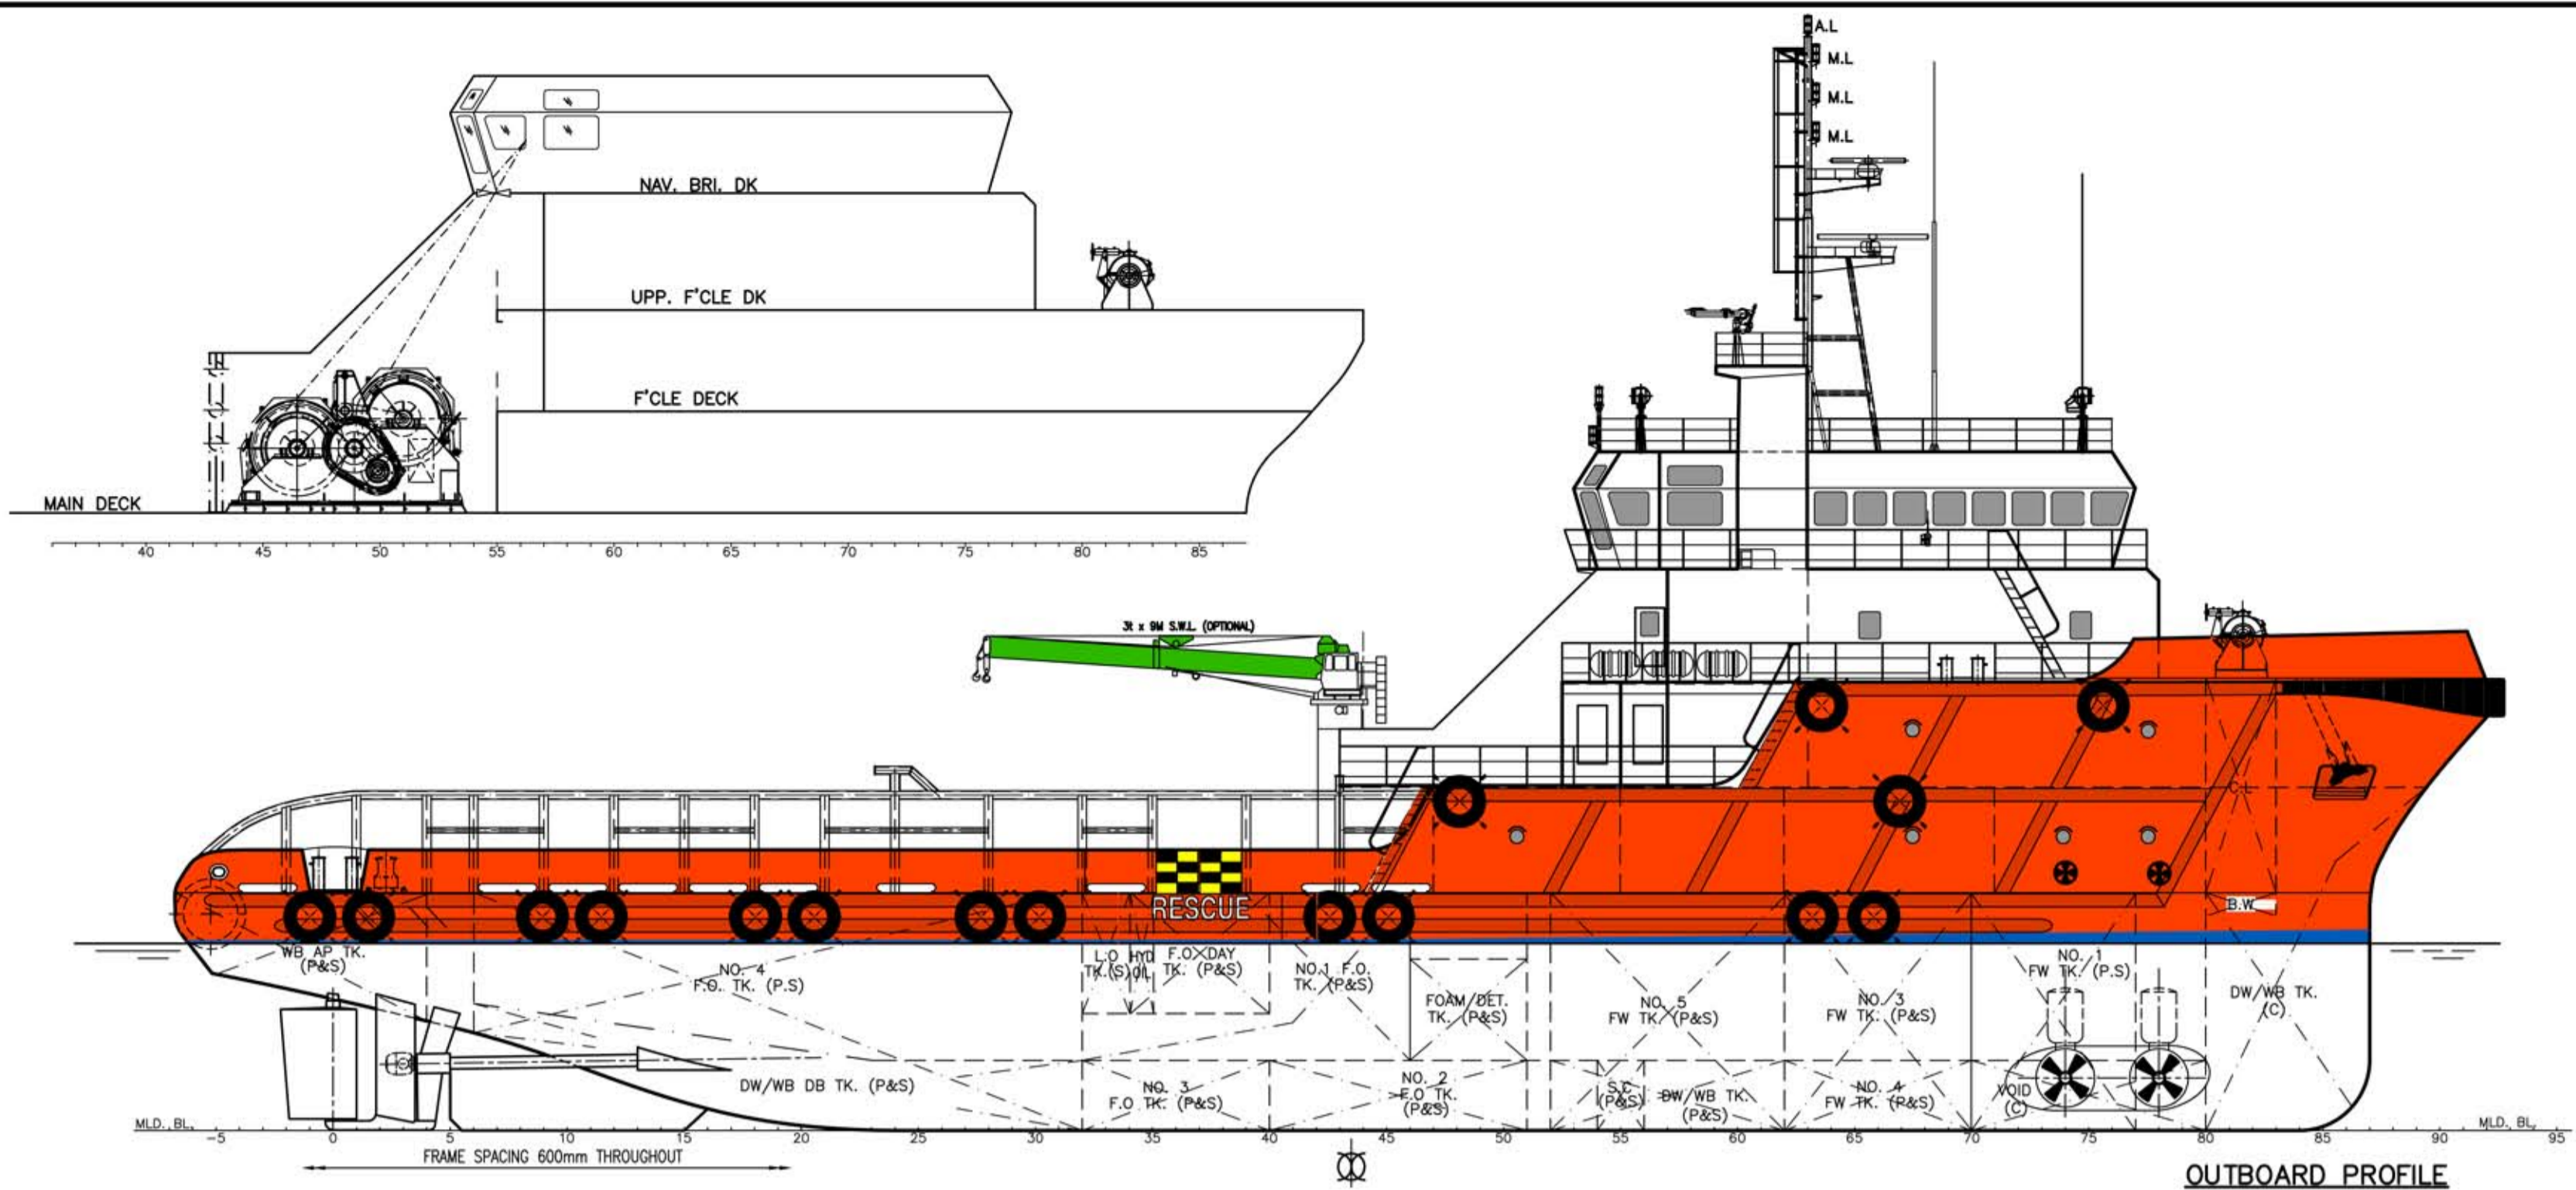 A.L
M.L
M.L
M.L
NAV. BRI. DK
UPP. F'CLE DK
F'CLE DECK
MAIN DECK
40 45 50 55 60 65 70 75 80 85
3t x 9M S.W.L. (OPTIONAL)
C.L
RESCUE
B.W
WB AP TK.
(P&S)
NO. 4
F.O. TK. (P.S)
L.O
TK.(S)
HYD
OIL
F.O DAY
TK. (P&S)
NO.1 F.O.
TK. (P&S)
FOAM/DET.
TK. (P&S)
NO. 5
FW TK. (P&S)
NO. 3
FW TK. (P&S)
NO. 1
FW TK. (P.S)
DW/WB TK.
(C)
DW/WB DB TK. (P&S)
NO. 3
F.O TK. (P&S)
NO. 2
F.O TK.
(P&S)
S.C
(P&S)
DW/WB TK.
(P&S)
NO. 4
FW TK. (P&S)
VOID
(C)
MLD. BL.
-5 0 5 10 15 20 25 30 35 40 45 50 55 60 65 70 75 80 85 90 95
MLD. BL.
FRAME SPACING 600mm THROUGHOUT
OUTBOARD PROFILE